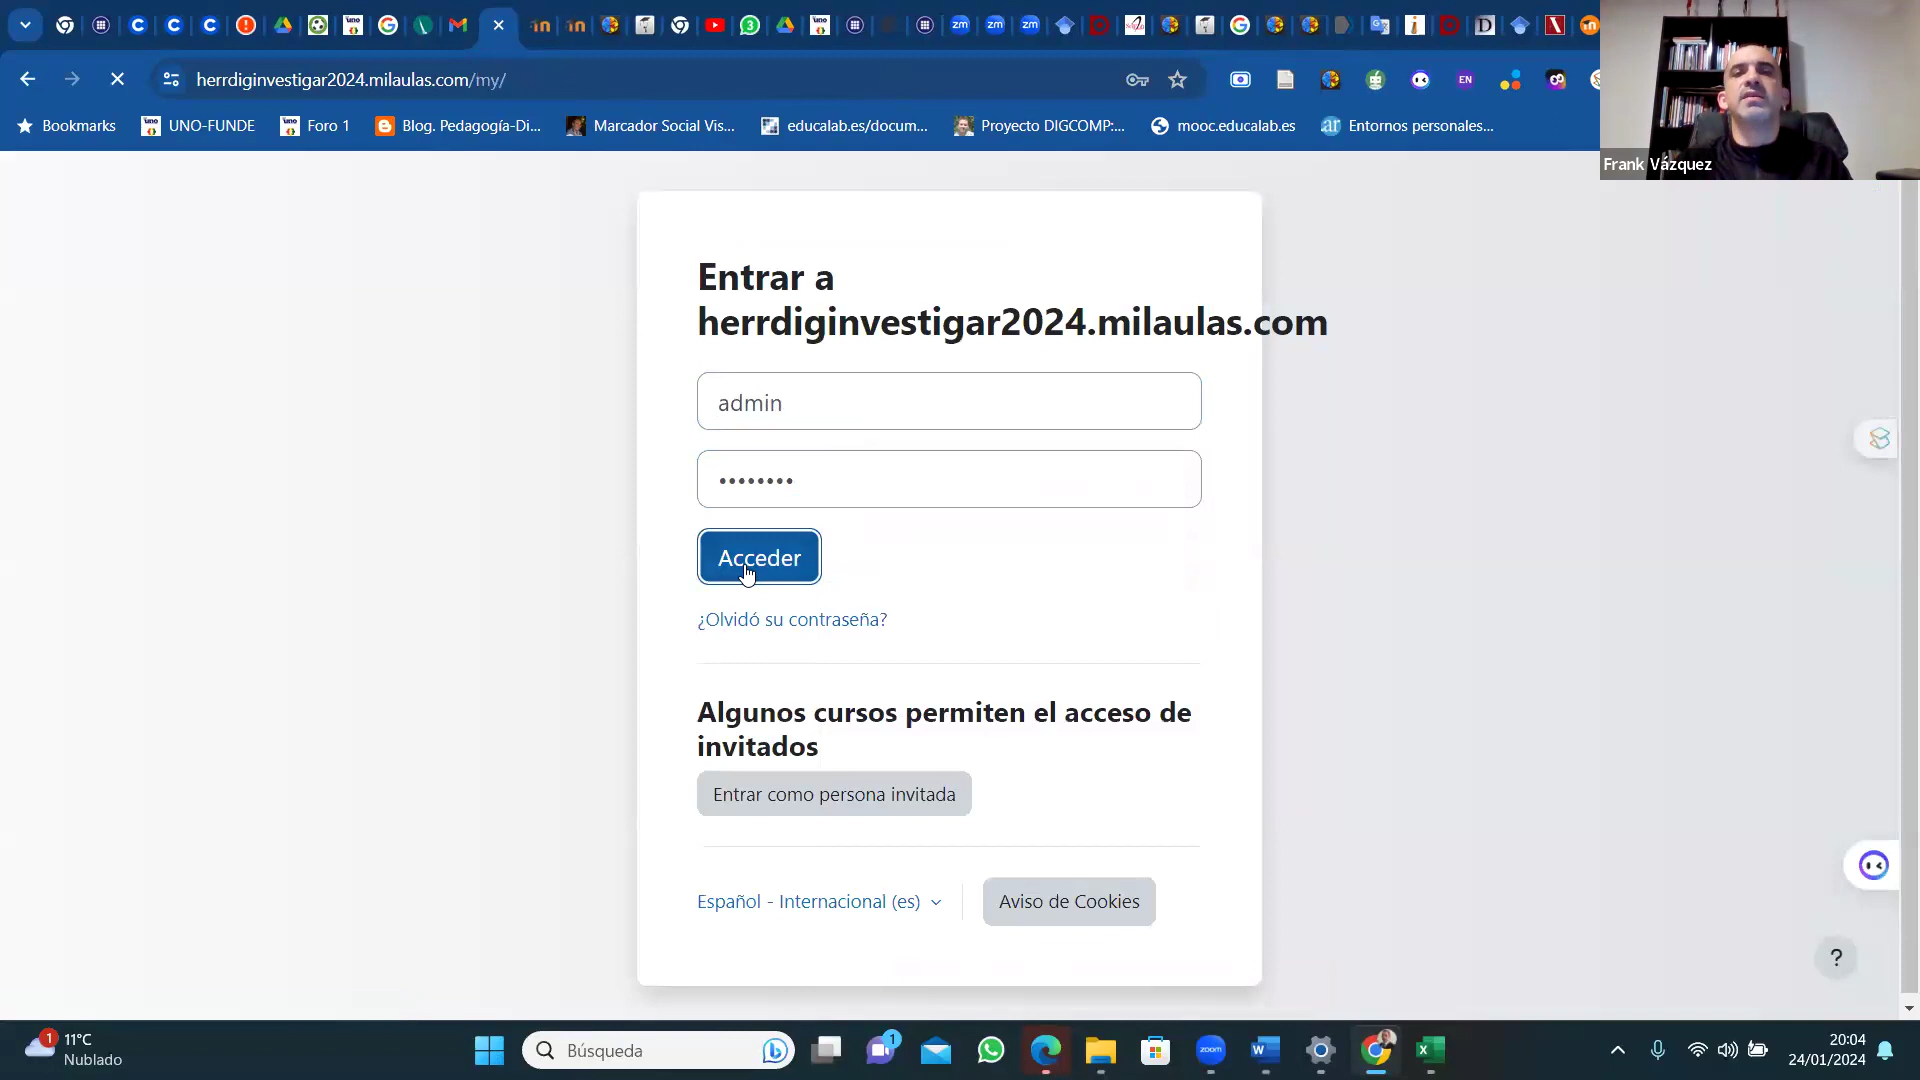 herrdiginvestigar2024.milaulas.com/my/
Bookmarks
UNO-FUNDE
Foro 1
Blog. Pedagogía-Di...
Marcador Social Vis...
educalab.es/docum...
Proyecto DIGCOMP:...
mooc.educalab.es
Entornos personales...
Frank Vázquez
Entrar a
herrdiginvestigar2024.milaulas.com
admin
Acceder
¿Olvidó su contraseña?
Algunos cursos permiten el acceso de
invitados
Entrar como persona invitada
Español - Internacional (es)
Aviso de Cookies
?
1
11°C
Nublado
Búsqueda
1
zoom
20:04
24/01/2024